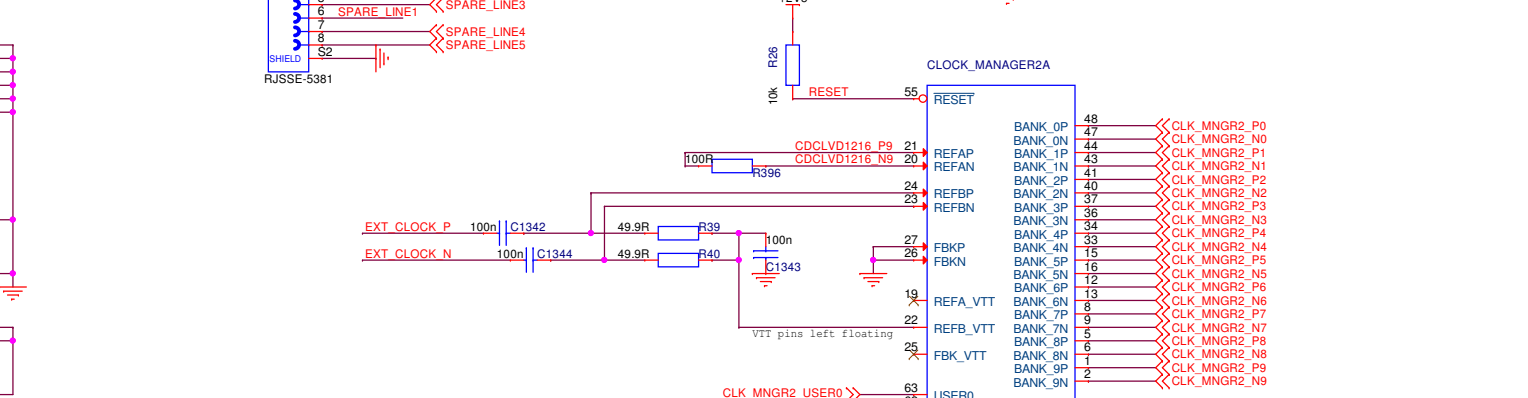 SPARE_LINE3
6 SPARE_LINE1
7 SPARE_LINE4
8 SPARE_LINE5
S2
SHIELD
RJSSE-5381
R26
10k
RESET
CLOCK_MANAGER2A
55 RESET
CDCLVD1216_P9 21 REFAP
100R CDCLVD1216_N9 20 REFAN
R396
24 REFBP
23 REFBN
EXT_CLOCK_P 100n C1342 49.9R R39
100n
EXT_CLOCK_N 100n C1344 49.9R R40
C1343
27 FBKP
26 FBKN
19 REFA_VTT
22 REFB_VTT
VTT pins left floating
25 FBK_VTT
CLK_MNGR2_USER0 63 USER0
BANK_0P 48 CLK_MNGR2_P0
BANK_0N 47 CLK_MNGR2_N0
BANK_1P 44 CLK_MNGR2_P1
BANK_1N 43 CLK_MNGR2_N1
BANK_2P 41 CLK_MNGR2_P2
BANK_2N 40 CLK_MNGR2_N2
BANK_3P 37 CLK_MNGR2_P3
BANK_3N 36 CLK_MNGR2_N3
BANK_4P 34 CLK_MNGR2_P4
BANK_4N 33 CLK_MNGR2_N4
BANK_5P 15 CLK_MNGR2_P5
BANK_5N 16 CLK_MNGR2_N5
BANK_6P 12 CLK_MNGR2_P6
BANK_6N 13 CLK_MNGR2_N6
BANK_7P 8 CLK_MNGR2_P7
BANK_7N 9 CLK_MNGR2_N7
BANK_8P 5 CLK_MNGR2_P8
BANK_8N 6 CLK_MNGR2_N8
BANK_9P 1 CLK_MNGR2_P9
BANK_9N 2 CLK_MNGR2_N9